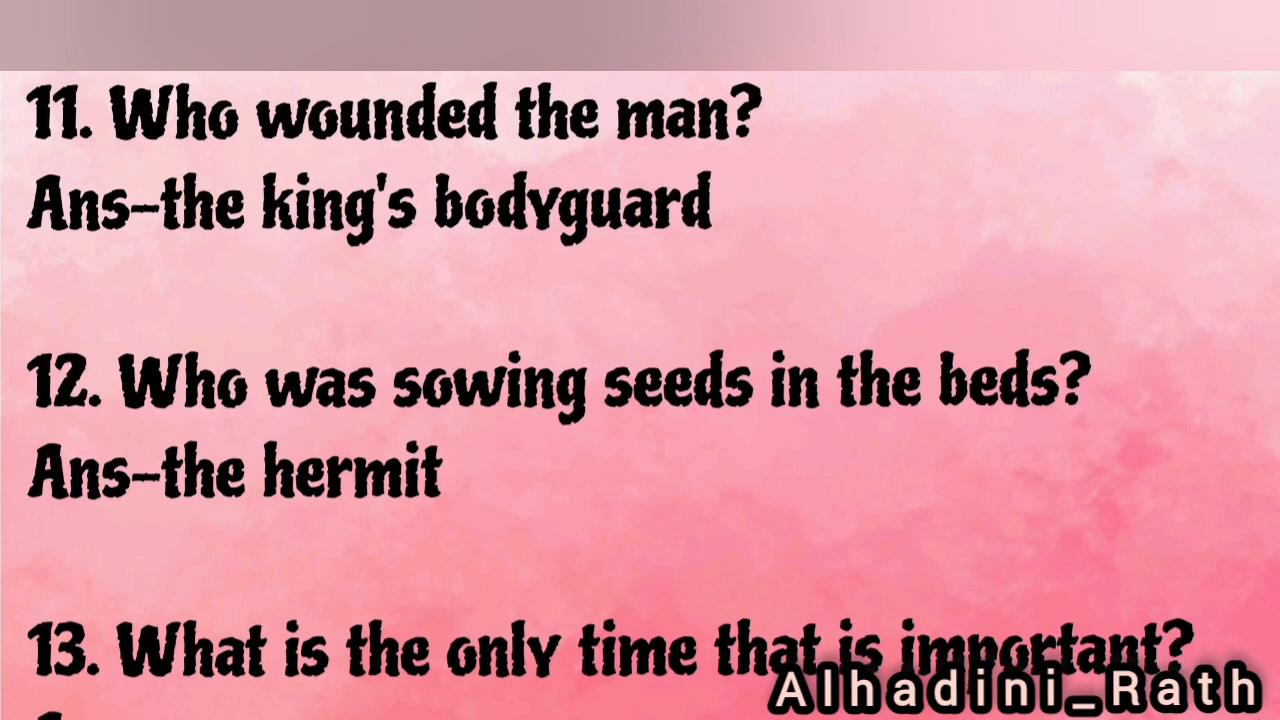 11. Who wounded the man?
Ans-the king's bodyguard
12. Who was sowing seeds in the beds?
Ans-the hermit
13. What is the only time that is important?
Alhadini_Rath